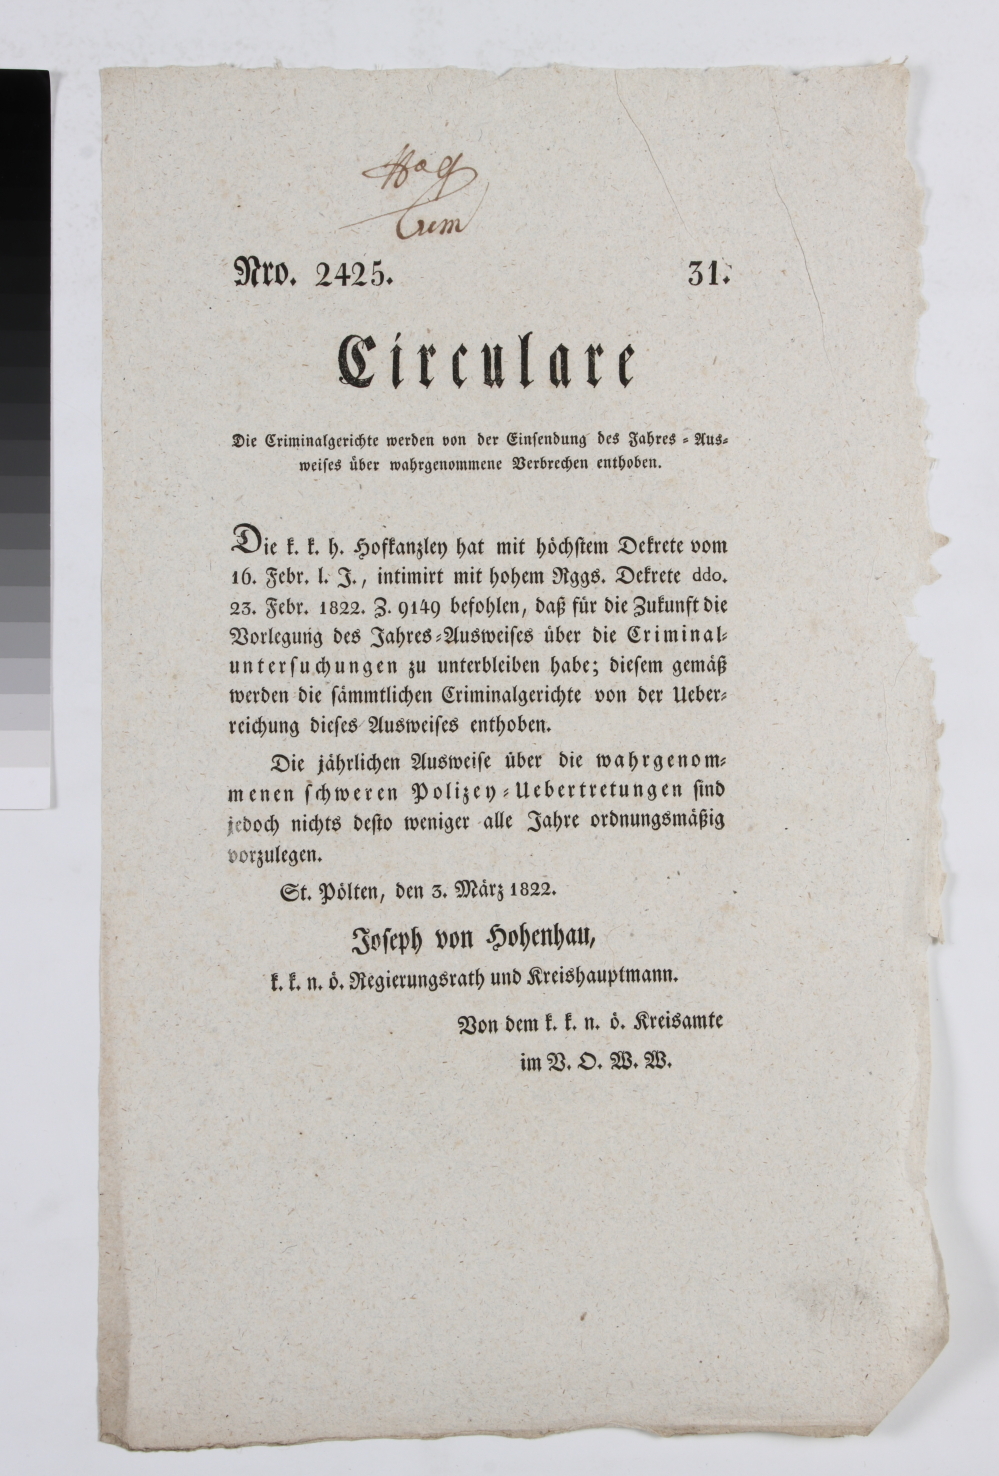 Nro. 2425. 31.
Circulare
Die Criminalgerichte werden von der Einsendung des Jahres-Aus-
weises über wahrgenommene Verbrechen enthoben.
Die k. k. h. Hofkanzley hat mit höchstem Dekrete vom
16. Febr. l. J., intimirt mit hohem Rggs. Dekrete ddo.
23. Febr. 1822. Z. 9149 befohlen, daß für die Zukunft die
Vorlegung des Jahres-Ausweises über die Criminal-
untersuchungen zu unterbleiben habe; diesem gemäß
werden die sämmtlichen Criminalgerichte von der Ueber-
reichung dieses Ausweises enthoben.
Die jährlichen Ausweise über die wahrgenom-
menen schweren Polizey-Uebertretungen sind
jedoch nichts desto weniger alle Jahre ordnungsmäßig
vorzulegen.
St. Pölten, den 3. März 1822.
Joseph von Hohenhau,
k. k. n. ö. Regierungsrath und Kreishauptmann.
Von dem k. k. n. ö. Kreisamte
im V. O. W. W.